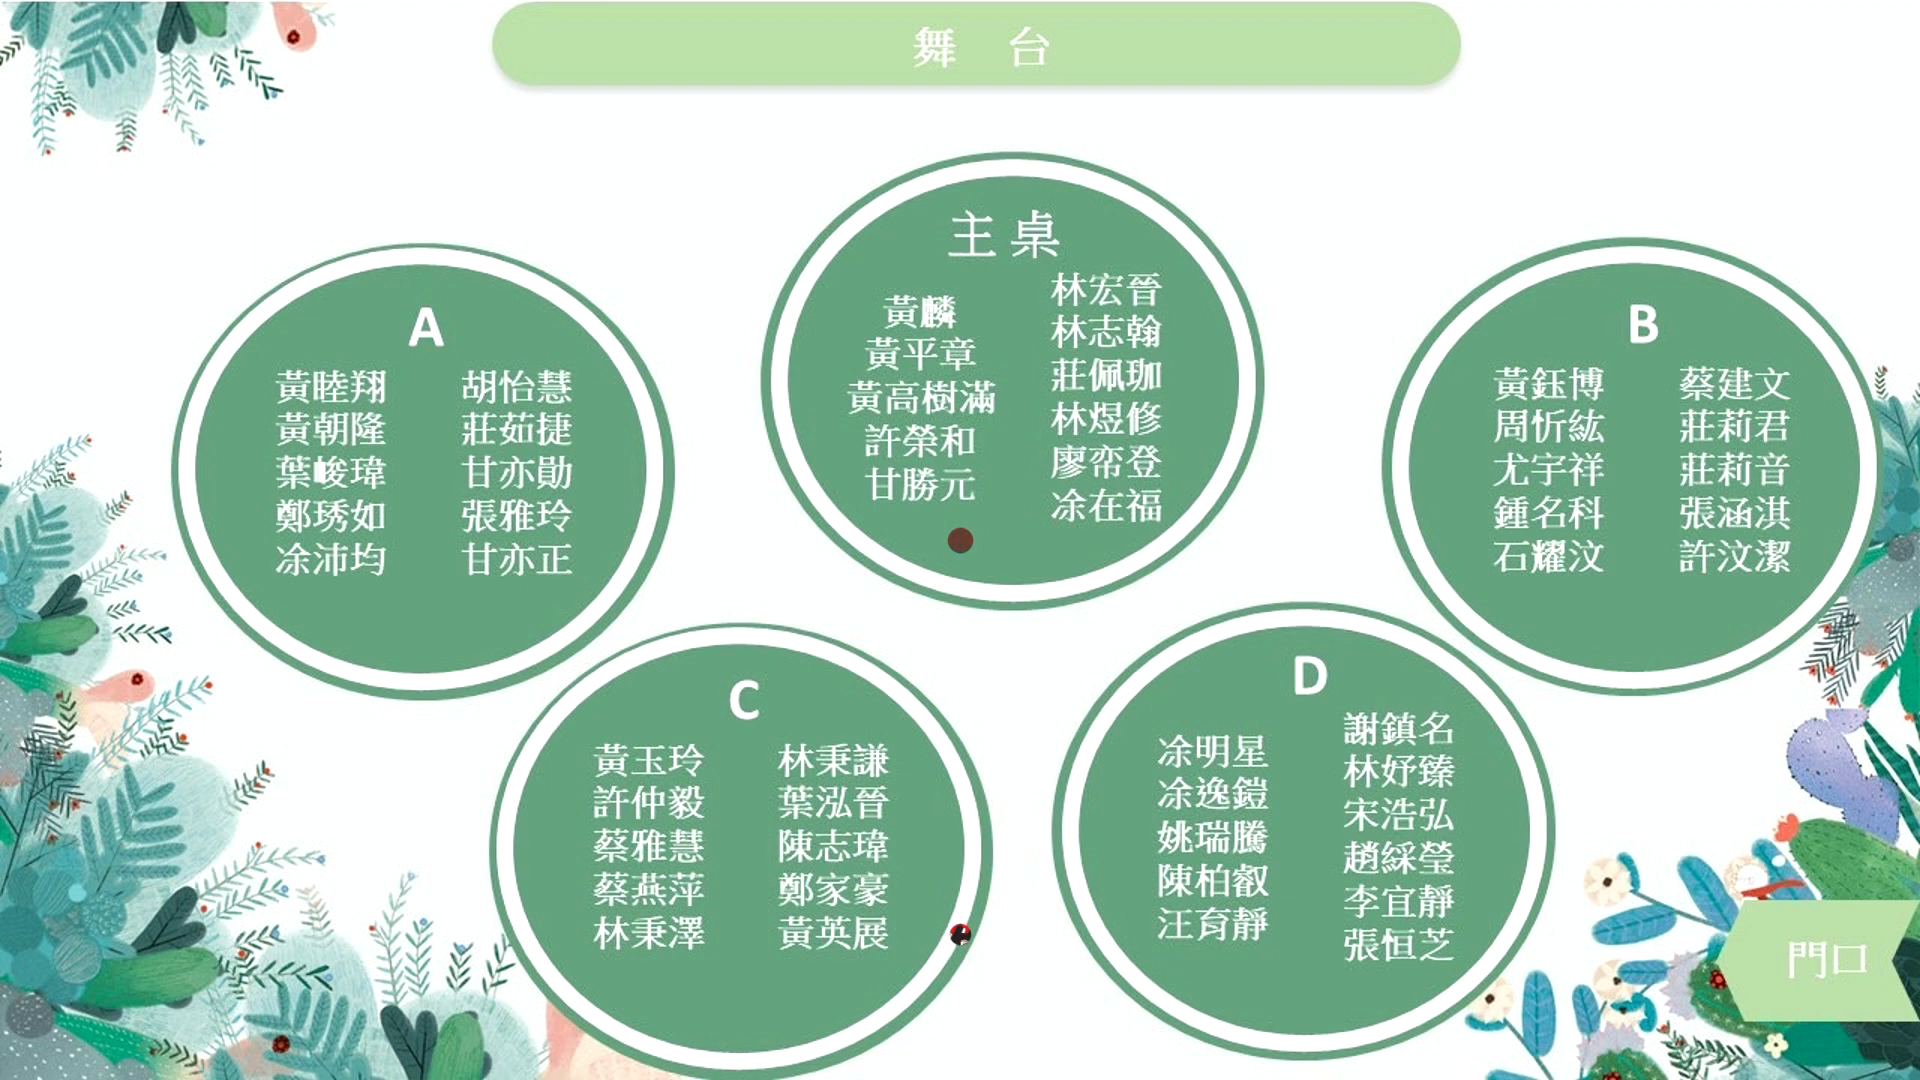 舞 台
主桌
黃麟
黃平章
黃高樹滿
許榮和
甘勝元
林宏晉
林志翰
莊佩珈
林煜修
廖帟登
凃在福
A
黃睦翔
黃朝隆
葉峻瑋
鄭琇如
凃沛均
胡怡慧
莊茹捷
甘亦勛
張雅玲
甘亦正
B
黃鈺博
周忻紘
尤宇祥
鍾名科
石耀汶
蔡建文
莊莉君
莊莉音
張涵淇
許汶潔
C
黃玉玲
許仲毅
蔡雅慧
蔡燕萍
林秉澤
林秉謙
葉泓晉
陳志瑋
鄭家豪
黃英展
D
凃明星
凃逸鎧
姚瑞騰
陳柏叡
汪育靜
謝鎮名
林妤臻
宋浩弘
趙綵瑩
李宜靜
張恒芝
門口